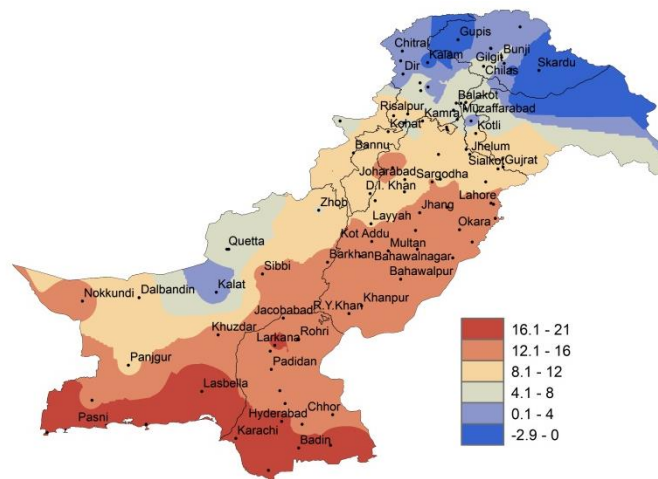 Gupis
Chitral
Bunji
Kalam
Gilgit
Dir
Skardu
Chilas
Balakot
Risalpur
Muzaffarabad
Kamra
Kohat
Kotli
Bannu
Jhelum
Sialkot
Gujrat
Joharabad
D.I. Khan
Sargodha
Zhob
Lahore
Jhang
Layyah
Okara
Kot Addu
Quetta
Multan
Barkhan
Bahawalnagar
Sibbi
Bahawalpur
Dalbandin
Kalat
Nokkundi
Khanpur
R.Y.Khan
Jacobabad
Khuzdar
Rohri
Larkana
Panjgur
Padidan
Lasbella
Chhor
Hyderabad
Pasni
Karachi
Badin
16.1 - 21
12.1 - 16
8.1 - 12
4.1 - 8
0.1 - 4
-2.9 - 0